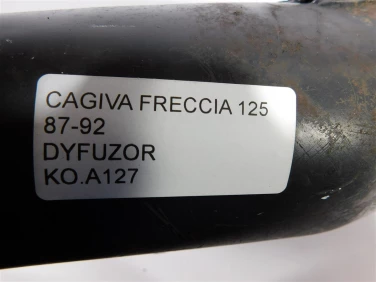 CAGIVA FRECCIA 125
87-92
DYFUZOR
KO.A127